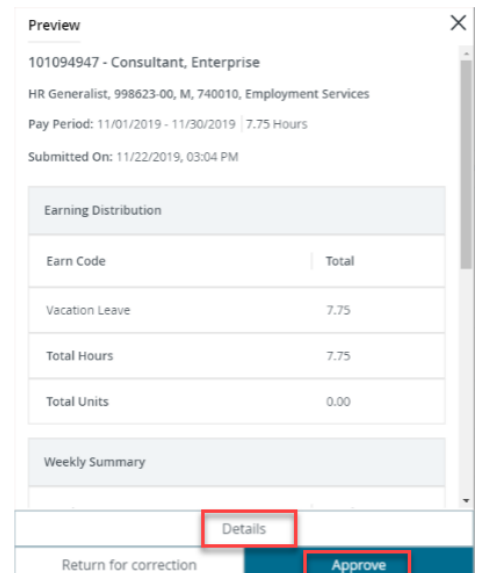 Preview
101094947 - Consultant, Enterprise
HR Generalist, 998623-00, M, 740010, Employment Services
Pay Period: 11/01/2019 - 11/30/2019 | 7.75 Hours
Submitted On: 11/22/2019, 03:04 PM
Earning Distribution
Earn Code Total
Vacation Leave 7.75
Total Hours 7.75
Total Units 0.00
Weekly Summary
Details
Return for correction Approve